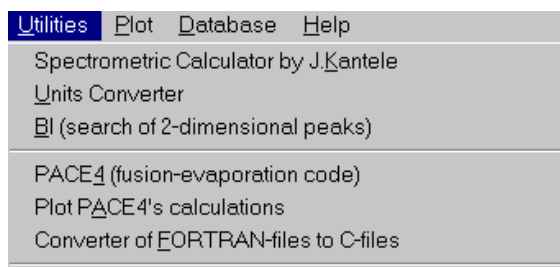 Utilities Plot Database Help
Spectrometric Calculator by J.Kantele
Units Converter
BI (search of 2-dimensional peaks)
PACE4 (fusion-evaporation code)
Plot PACE4's calculations
Converter of FORTRAN-files to C-files